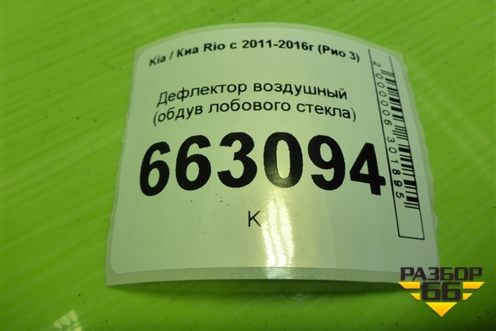 Kia / Киа Rio с 2011-2016г (Рио 3)
Дефлектор воздушный
(обдув лобового стекла)
663094
К
2000006301895
РАЗБОР
66